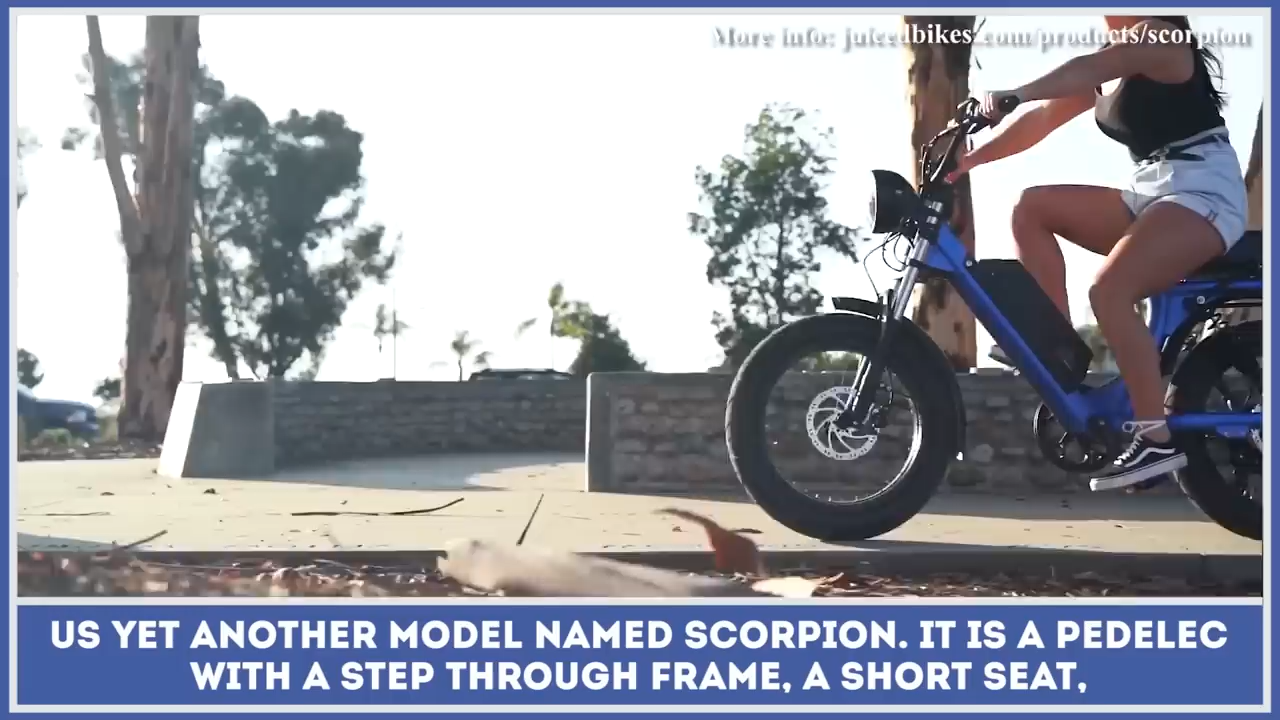 More info: juicedbikes.com/products/scorpion
US YET ANOTHER MODEL NAMED SCORPION. IT IS A PEDELEC
WITH A STEP THROUGH FRAME, A SHORT SEAT,